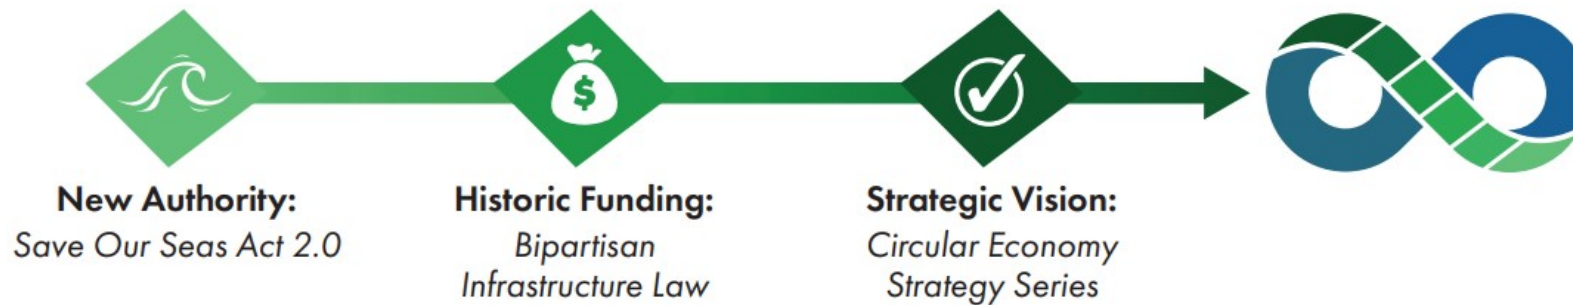 $
New Authority:
Save Our Seas Act 2.0
Historic Funding:
Bipartisan
Infrastructure Law
Strategic Vision:
Circular Economy
Strategy Series